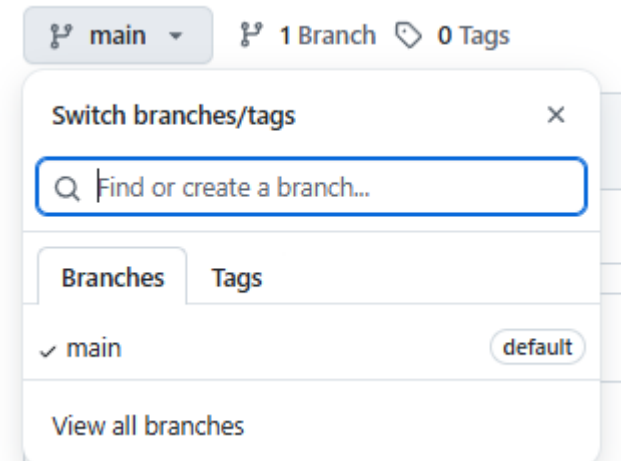 main 1 Branch 0 Tags
Switch branches/tags
Find or create a branch...
Branches Tags
main default
View all branches